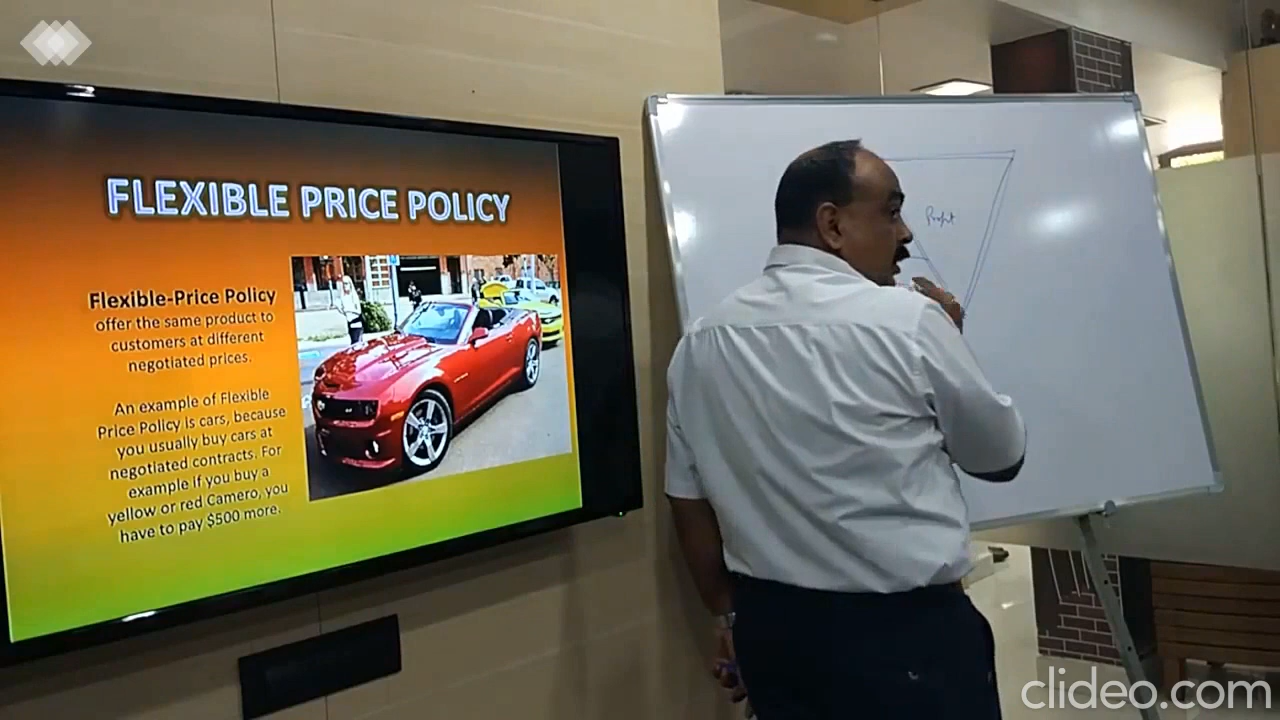 FLEXIBLE PRICE POLICY
Flexible-Price Policy
offer the same product to
customers at different
negotiated prices.
An example of Flexible
Price Policy is cars, because
you usually buy cars at
negotiated contracts. For
example if you buy a
yellow or red Camero, you
have to pay $500 more.
Profit
clideo.com